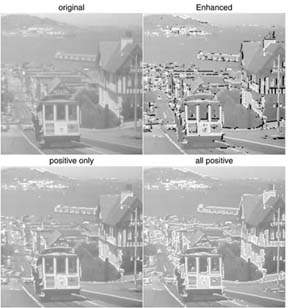 original
Enhanced
positive only
all positive